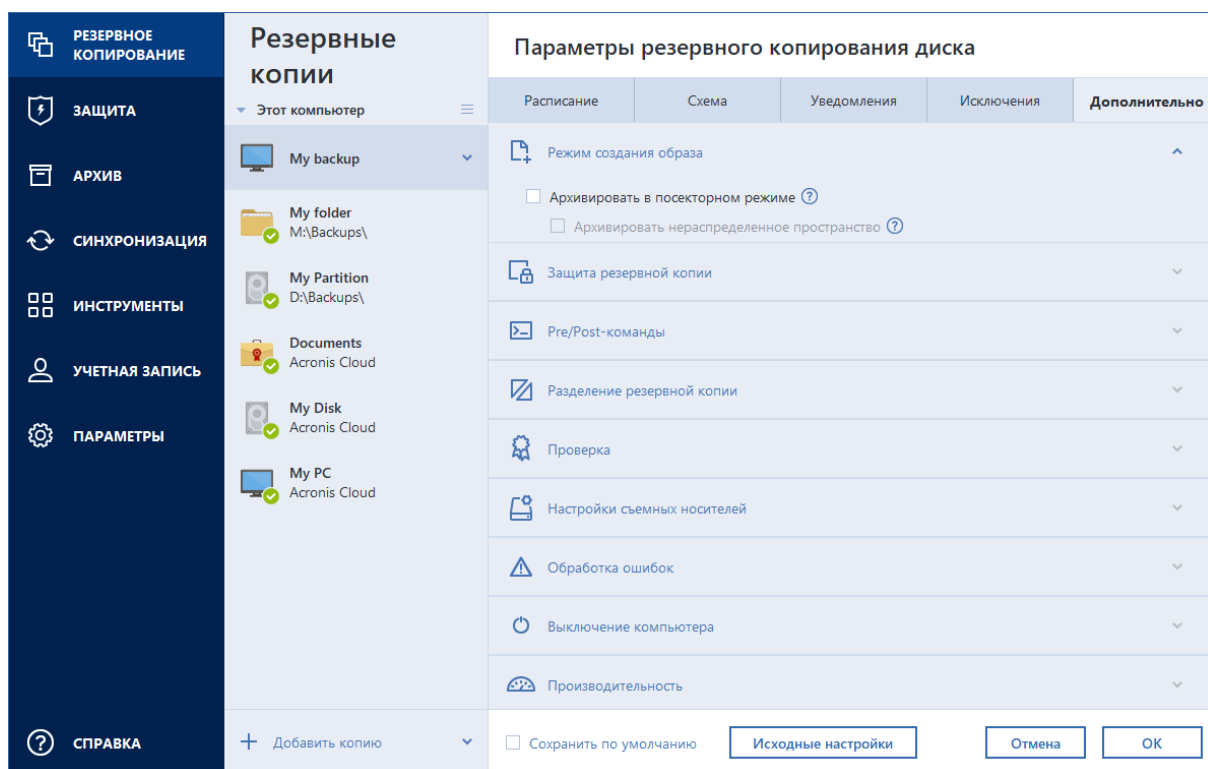 РЕЗЕРВНОЕ
КОПИРОВАНИЕ
ЗАЩИТА
АРХИВ
СИНХРОНИЗАЦИЯ
ИНСТРУМЕНТЫ
УЧЕТНАЯ ЗАПИСЬ
ПАРАМЕТРЫ
СПРАВКА
Резервные
копии
Этот компьютер
My backup
My folder
M:\Backups\
My Partition
D:\Backups\
Documents
Acronis Cloud
My Disk
Acronis Cloud
My PC
Acronis Cloud
Добавить копию
Параметры резервного копирования диска
Расписание
Схема
Уведомления
Исключения
Дополнительно
Режим создания образа
Архивировать в посекторном режиме ?
Архивировать нераспределенное пространство ?
Защита резервной копии
Pre/Post-команды
Разделение резервной копии
Проверка
Настройки съемных носителей
Обработка ошибок
Выключение компьютера
Производительность
Сохранить по умолчанию
Исходные настройки
Отмена
ОК